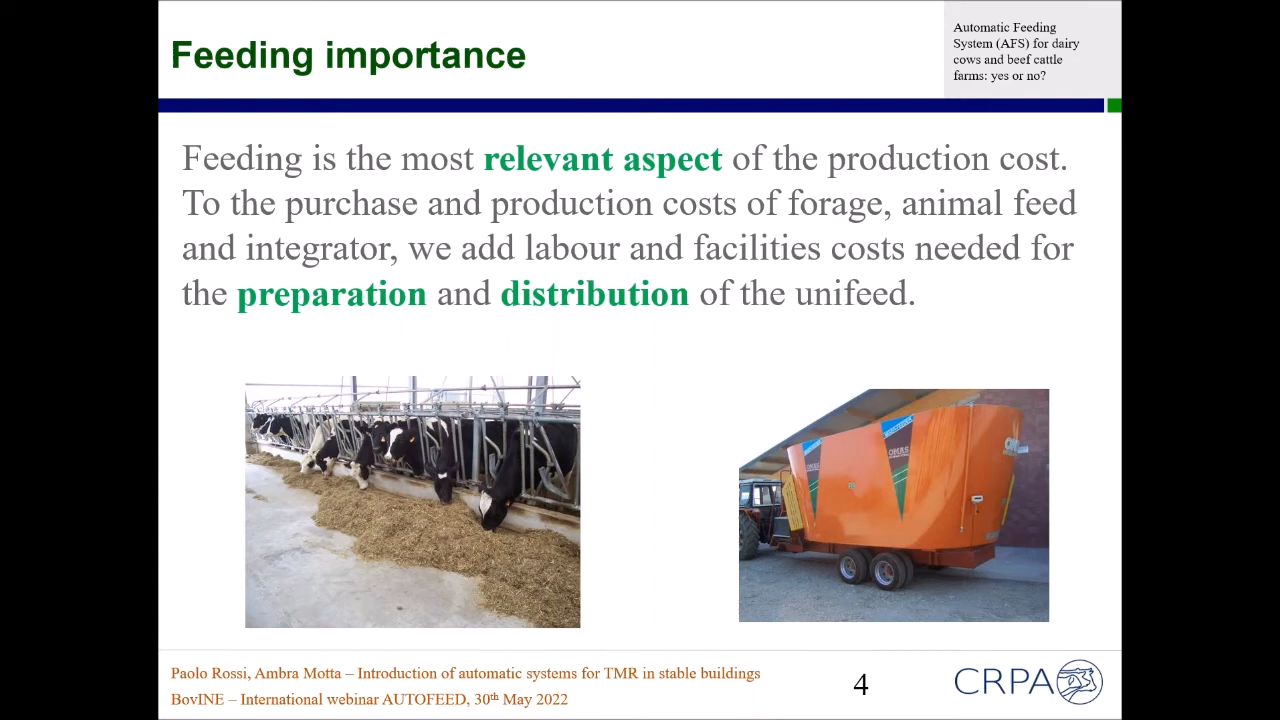 Feeding importance
Automatic Feeding
System (AFS) for dairy
cows and beef cattle
farms: yes or no?
Feeding is the most relevant aspect of the production cost.
To the purchase and production costs of forage, animal feed
and integrator, we add labour and facilities costs needed for
the preparation and distribution of the unifeed.
OMAS
Paolo Rossi, Ambra Motta – Introduction of automatic systems for TMR in stable buildings
BovINE – International webinar AUTOFEED, 30th May 2022
4
CRPA